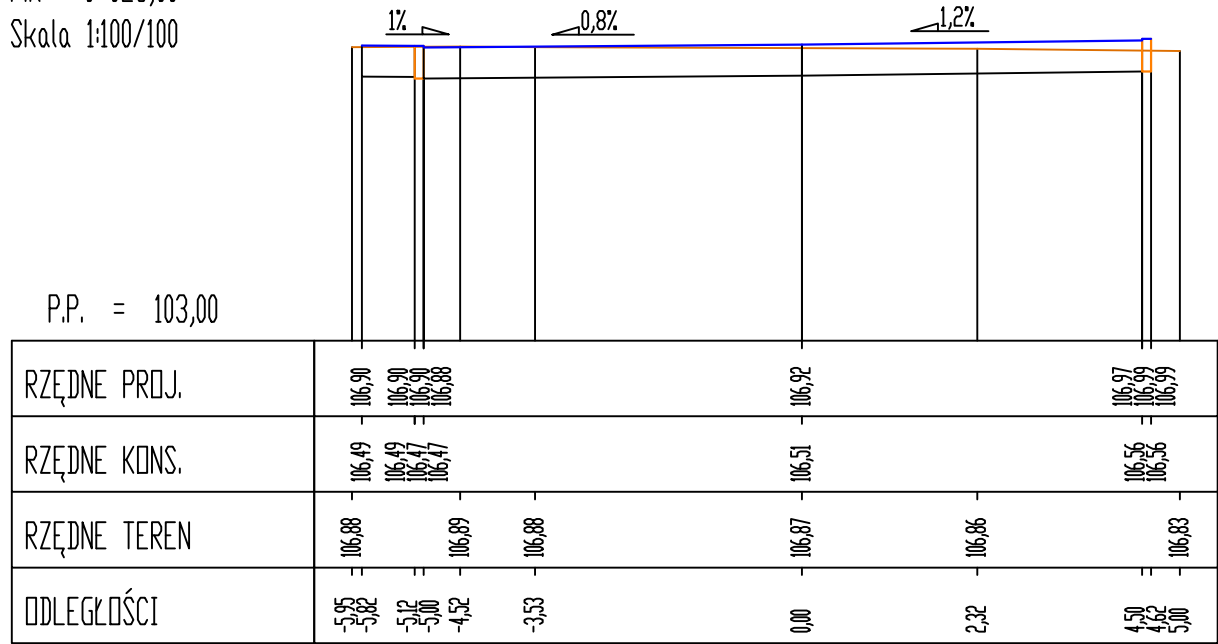 Skala 1:100/100
1% 0,8% 1,2%
P.P. = 103,00
RZĘDNE PROJ. 106,90 106,90 106,90 106,88 106,92 106,97 106,99 106,99
RZĘDNE KONS. 106,49 106,49 106,47 106,47 106,51 106,56 106,56
RZĘDNE TEREN 106,88 106,89 106,88 106,87 106,86 106,83
ODLEGŁOŚCI -5,95 -5,82 -5,12 -5,00 -4,52 -3,53 0,00 2,32 4,50 4,62 5,00